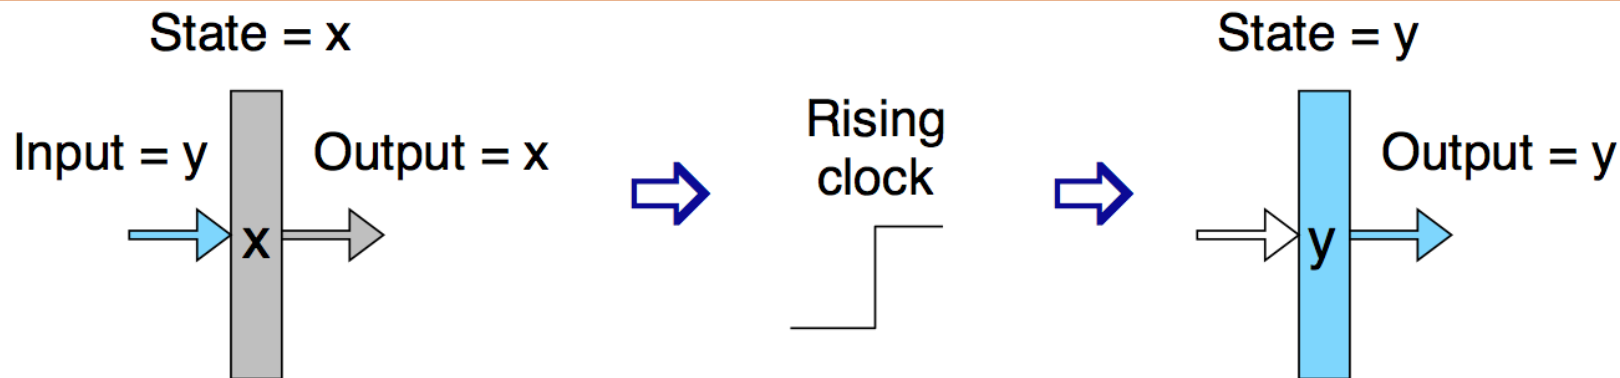 State = x
Input = y
x
Output = x
Rising
clock
State = y
y
Output = y